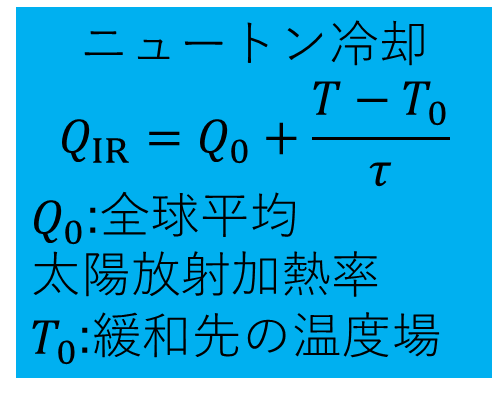 ニュートン冷却
Q_IR = Q_0 + (T − T_0)/τ
Q_0:全球平均
太陽放射加熱率
T_0:緩和先の温度場